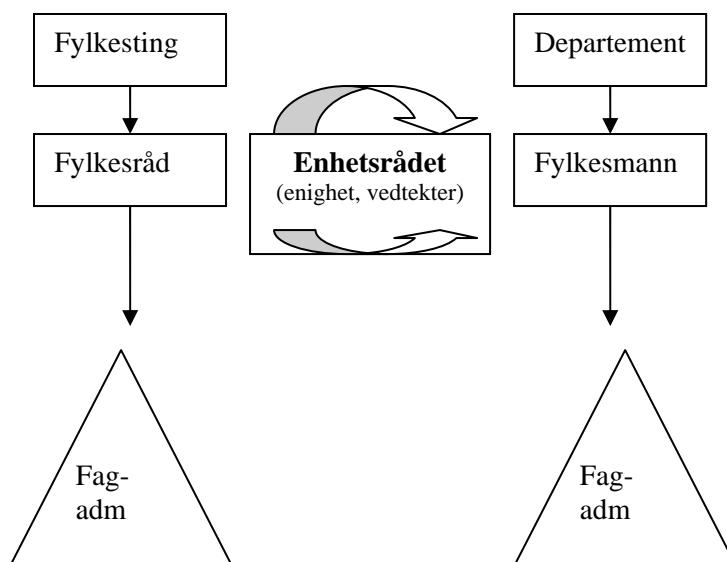 Fylkesting
Departement
Fylkesråd
Enhetsrådet
(enighet, vedtekter)
Fylkesmann
Fag-
adm
Fag-
adm